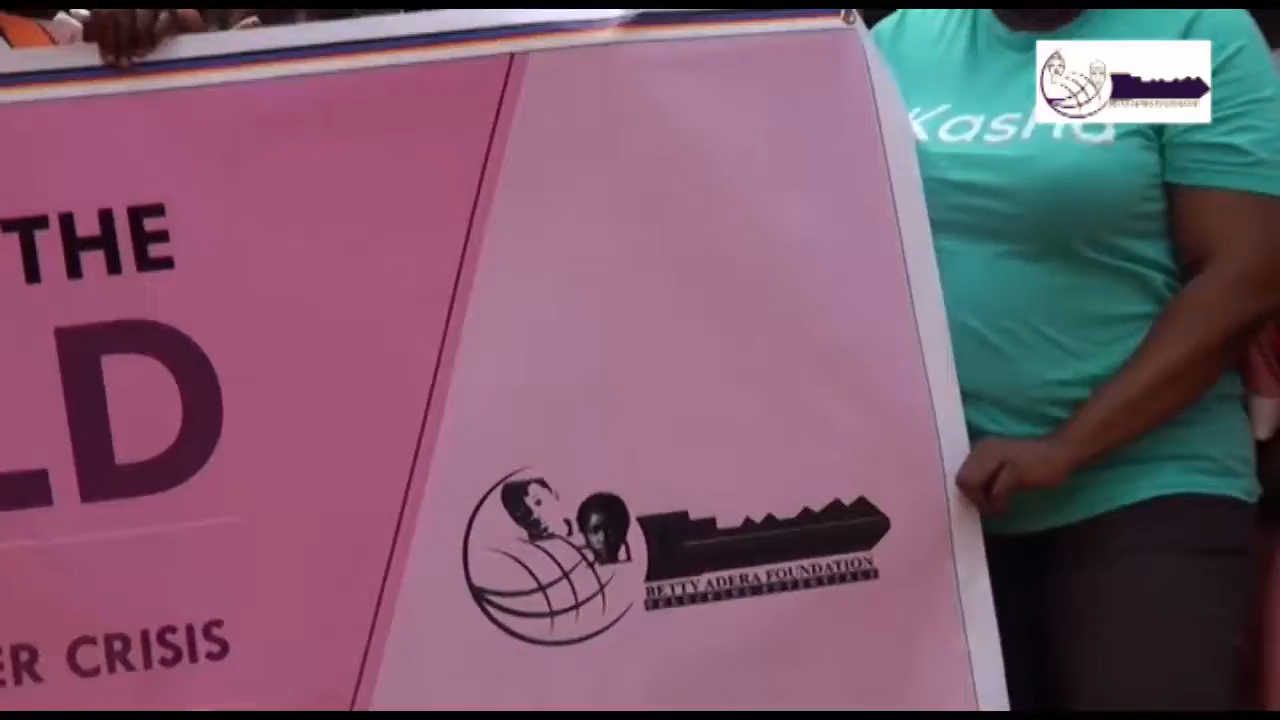 THE
LD
ER CRISIS
Kasha
BETTY ADERA FOUNDATION